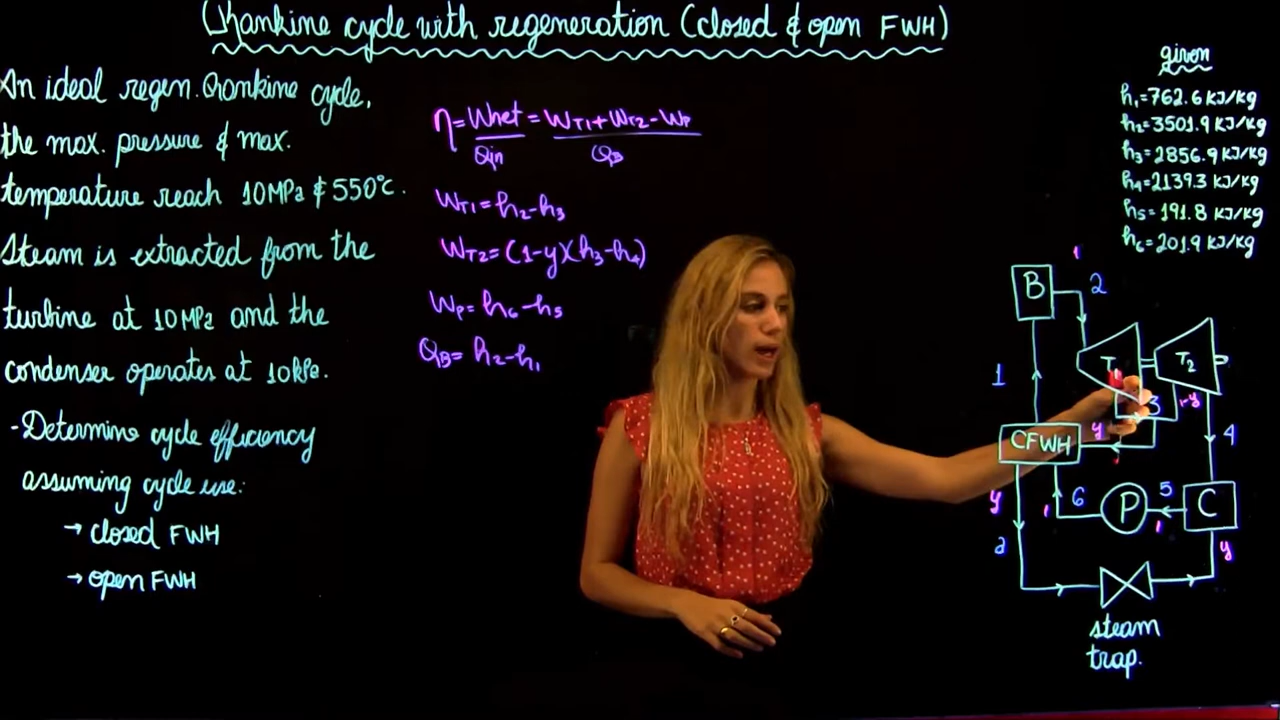 Rankine cycle with regeneration (closed & open FWH)
An ideal regen. Rankine cycle,
the max. pressure & max.
temperature reach 10MPa & 550°C.
Steam is extracted from the
turbine at 10MPa and the
condenser operates at 10kPa.
-Determine cycle efficiency
assuming cycle use:
→ closed FWH
→ open FWH
η = Wnet = WT1 + WT2 - WP
Qin QB
WT1 = h2 - h3
WT2 = (1-y)(h3-h4)
WP = h6 - h5
QB = h2 - h1
given
h1=762.6 KJ/kg
h2=3501.9 KJ/kg
h3=2856.9 KJ/kg
h4=2139.3 KJ/kg
h5=191.8 KJ/kg
h6=201.9 KJ/kg
1
B 2
T1 T2
1 3 1-y
CFWH y 4
y 6 P 5 C
1 1
2 y
steam
trap.